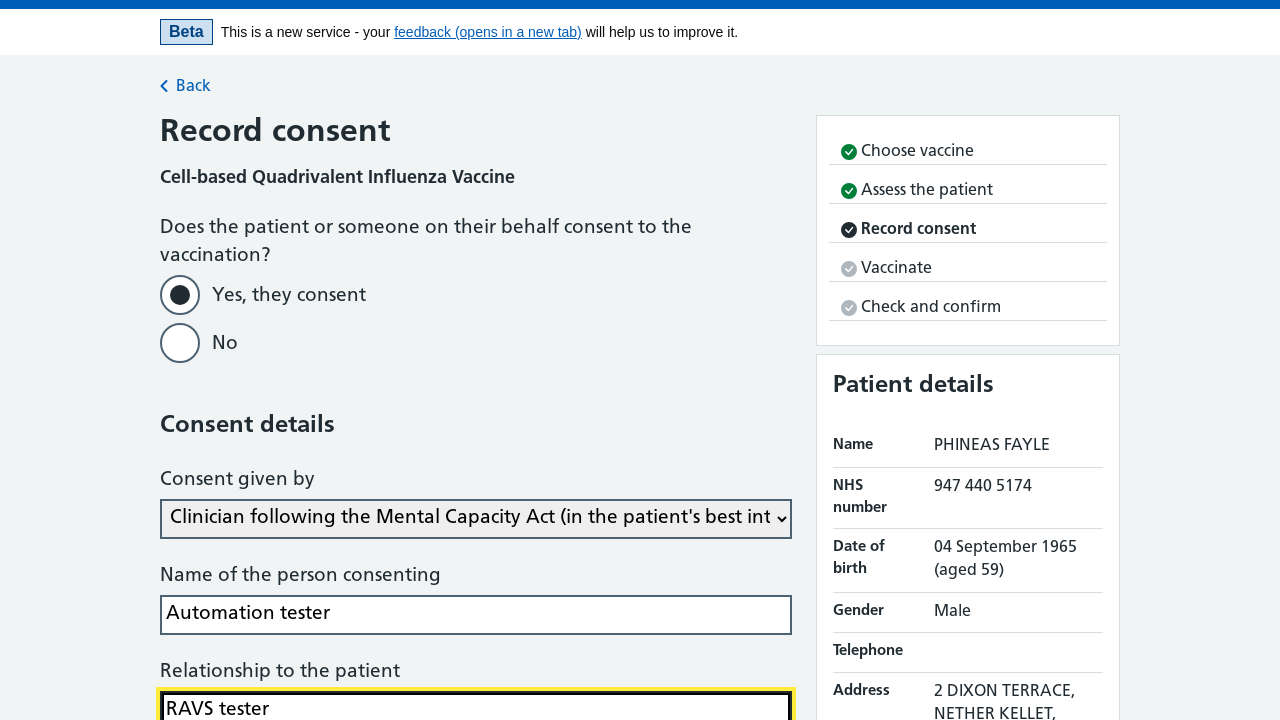 Beta This is a new service - your feedback (opens in a new tab) will help us to improve it.
Back
Record consent
Cell-based Quadrivalent Influenza Vaccine
Does the patient or someone on their behalf consent to the
vaccination?
Yes, they consent
No
Consent details
Consent given by
Clinician following the Mental Capacity Act (in the patient's best int
Name of the person consenting
Automation tester
Relationship to the patient
RAVS tester
Choose vaccine
Assess the patient
Record consent
Vaccinate
Check and confirm
Patient details
Name PHINEAS FAYLE
NHS 947 440 5174
number
Date of 04 September 1965
birth (aged 59)
Gender Male
Telephone
Address 2 DIXON TERRACE,
NETHER KELLET,